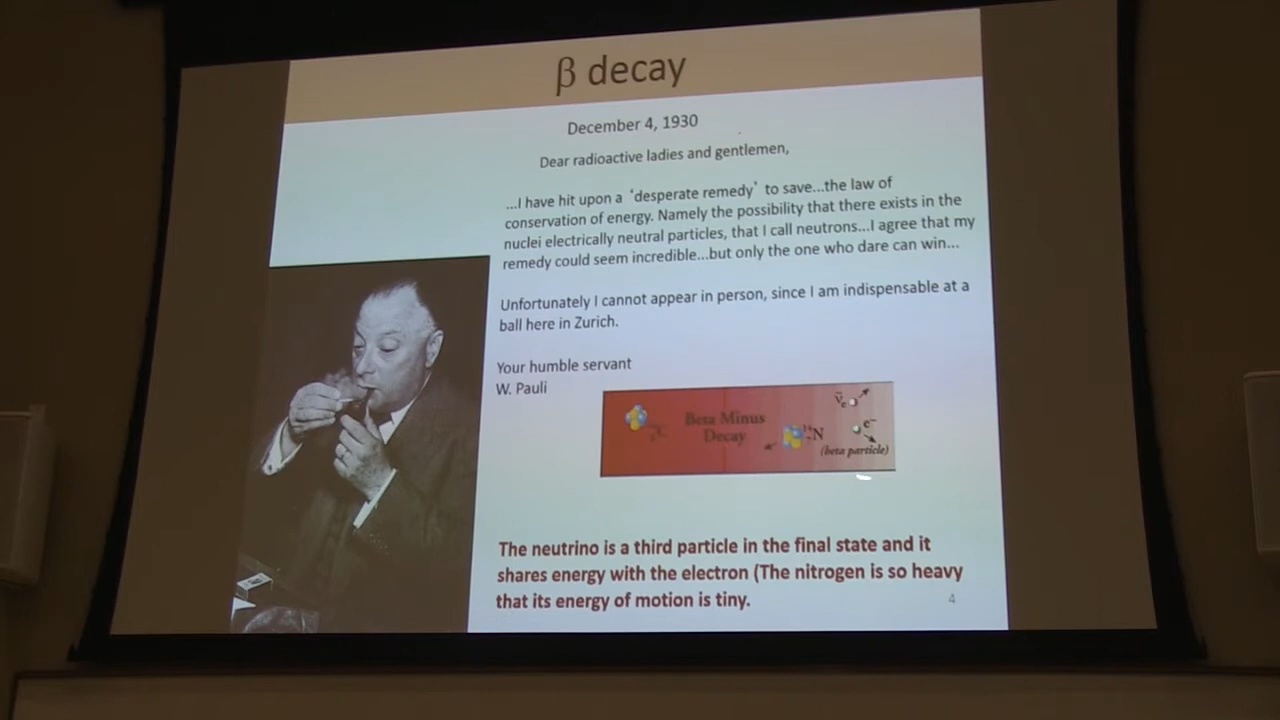 β decay
December 4, 1930
Dear radioactive ladies and gentlemen,
...I have hit upon a 'desperate remedy' to save...the law of
conservation of energy. Namely the possibility that there exists in the
nuclei electrically neutral particles, that I call neutrons...I agree that my
remedy could seem incredible...but only the one who dare can win...
Unfortunately I cannot appear in person, since I am indispensable at a
ball here in Zurich.
Your humble servant
W. Pauli
Beta Minus
Decay
C
¹⁴N
ν̄e
e⁻
(beta particle)
The neutrino is a third particle in the final state and it
shares energy with the electron (The nitrogen is so heavy
that its energy of motion is tiny.
4